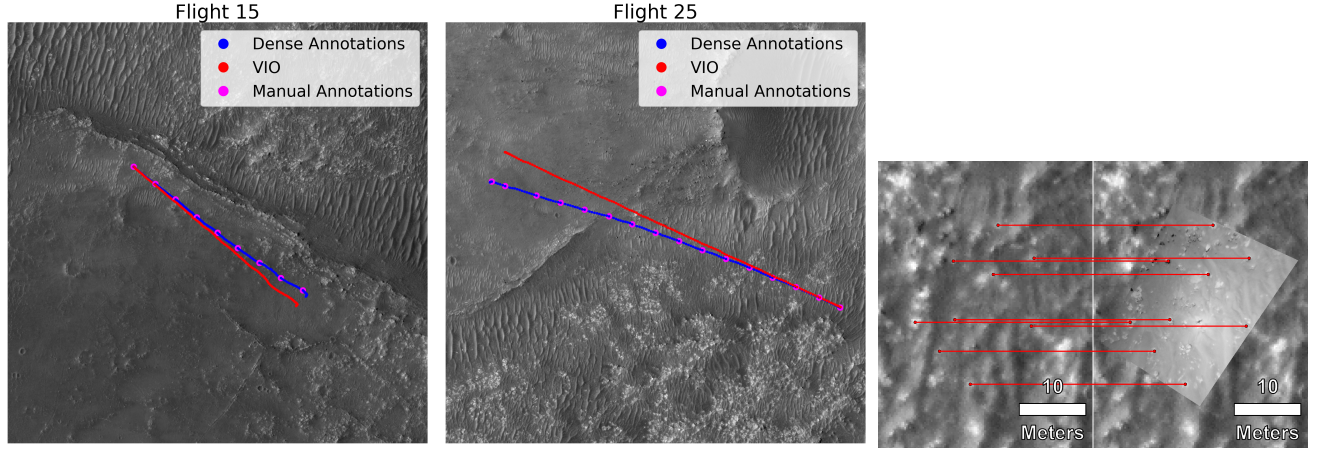 Flight 15
Dense Annotations
VIO
Manual Annotations
Flight 25
Dense Annotations
VIO
Manual Annotations
10
Meters
10
Meters